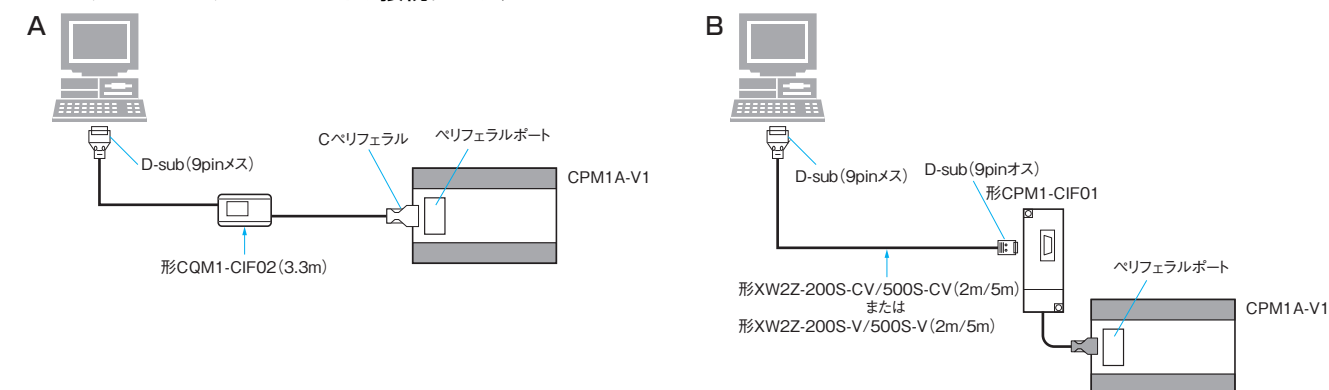 A
D-sub（9pinメス）
Cペリフェラル
ペリフェラルポート
CPM1A-V1
形CQM1-CIF02（3.3m）
B
D-sub（9pinメス）
D-sub（9pinオス）
形CPM1-CIF01
形XW2Z-200S-CV/500S-CV（2m/5m）
または
形XW2Z-200S-V/500S-V（2m/5m）
ペリフェラルポート
CPM1A-V1